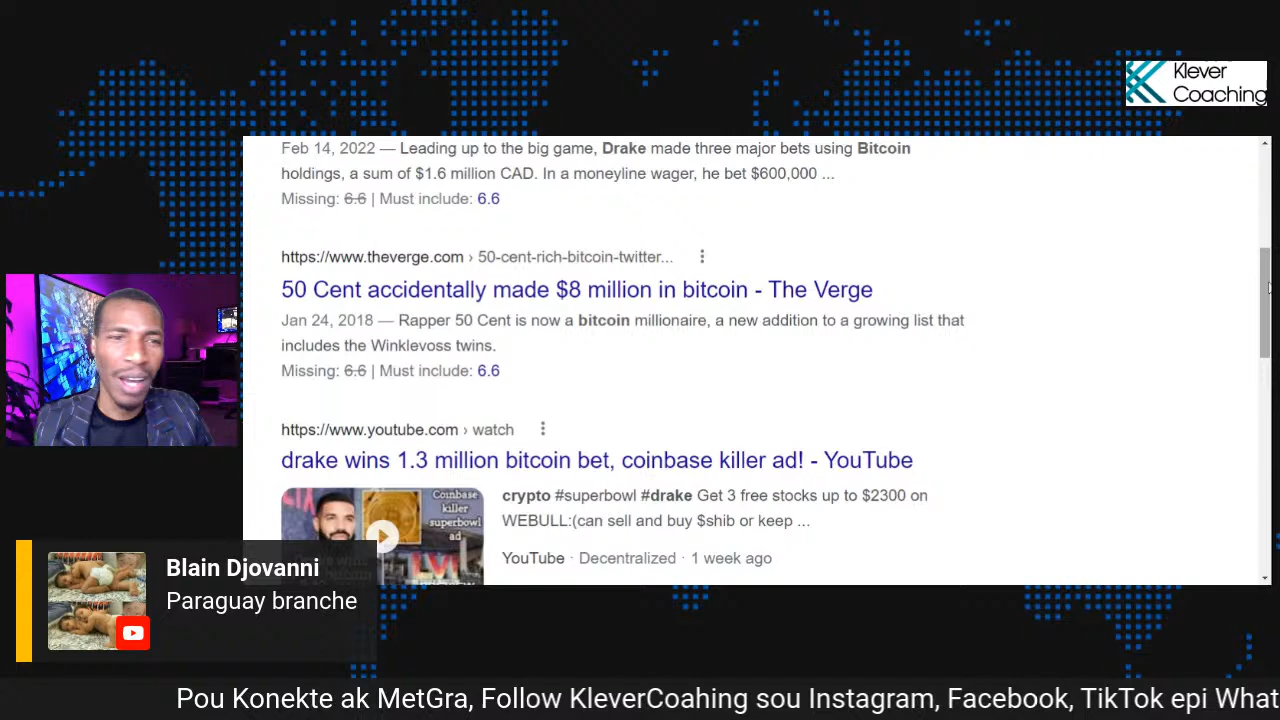 Klever
Coaching
Feb 14, 2022 — Leading up to the big game, Drake made three major bets using Bitcoin
holdings, a sum of $1.6 million CAD. In a moneyline wager, he bet $600,000 ...
Missing: 6.6 | Must include: 6.6
https://www.theverge.com › 50-cent-rich-bitcoin-twitter...
50 Cent accidentally made $8 million in bitcoin - The Verge
Jan 24, 2018 — Rapper 50 Cent is now a bitcoin millionaire, a new addition to a growing list that
includes the Winklevoss twins.
Missing: 6.6 | Must include: 6.6
https://www.youtube.com › watch
drake wins 1.3 million bitcoin bet, coinbase killer ad! - YouTube
Coinbase
killer
superbowl
ad
crypto #superbowl #drake Get 3 free stocks up to $2300 on
WEBULL:(can sell and buy $shib or keep ...
YouTube · Decentralized · 1 week ago
Blain Djovanni
Paraguay branche
Pou Konekte ak MetGra, Follow KleverCoahing sou Instagram, Facebook, TikTok epi What